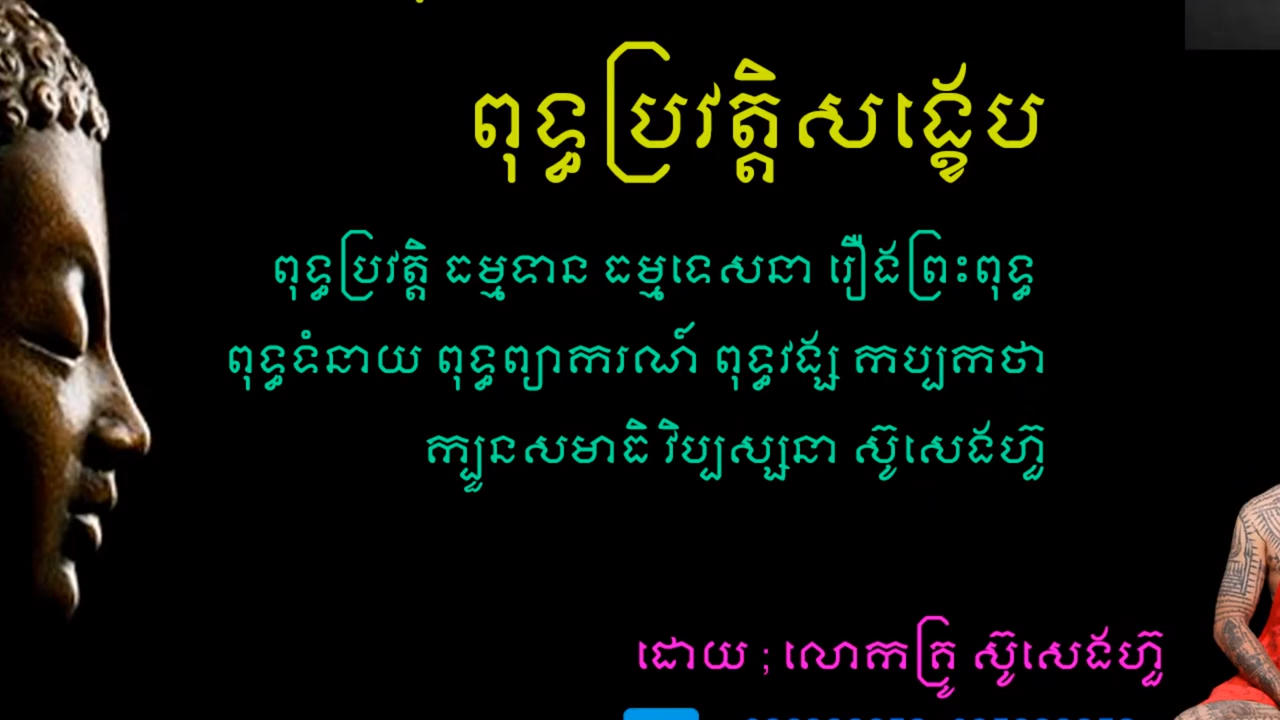 ពុទ្ធប្រវត្តិសង្ខេប
ពុទ្ធប្រវត្តិ ធម្មទាន ធម្មទេសនា រឿងព្រះពុទ្ធ
ពុទ្ធទំនាយ ពុទ្ធព្យាករណ៍ ពុទ្ធវង្ស កប្បកថា
ក្បួនសមាធិ វិប្បស្សនា ស៊ូសេងហ៊្វួ
ដោយ ; លោកគ្រូ ស៊ូសេងហ៊្វួ